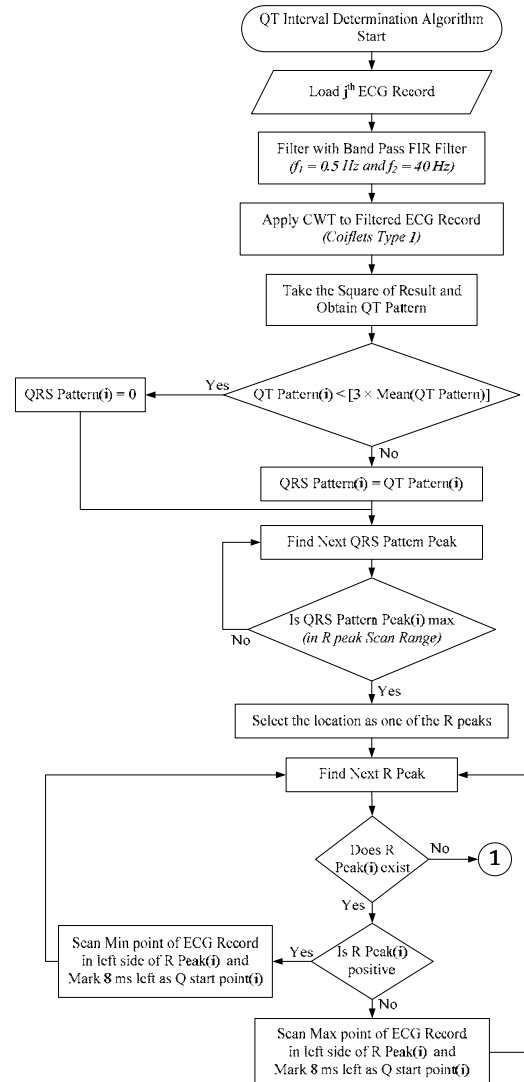 QT Interval Determination Algorithm
Start
Load jth ECG Record
Filter with Band Pass FIR Filter
(f1 = 0.5 Hz and f2 = 40 Hz)
Apply CWT to Filtered ECG Record
(Coiflets Type 1)
Take the Square of Result and
Obtain QT Pattern
QT Pattern(i) < [3 × Mean(QT Pattern)]
Yes
QRS Pattern(i) = 0
No
QRS Pattern(i) = QT Pattern(i)
Find Next QRS Pattern Peak
Is QRS Pattern Peak(i) max
(in R peak Scan Range)
No
Yes
Select the location as one of the R peaks
Find Next R Peak
Does R
Peak(i) exist
No
1
Yes
Is R Peak(i)
positive
Yes
Scan Min point of ECG Record
in left side of R Peak(i) and
Mark 8 ms left as Q start point(i)
No
Scan Max point of ECG Record
in left side of R Peak(i) and
Mark 8 ms left as Q start point(i)